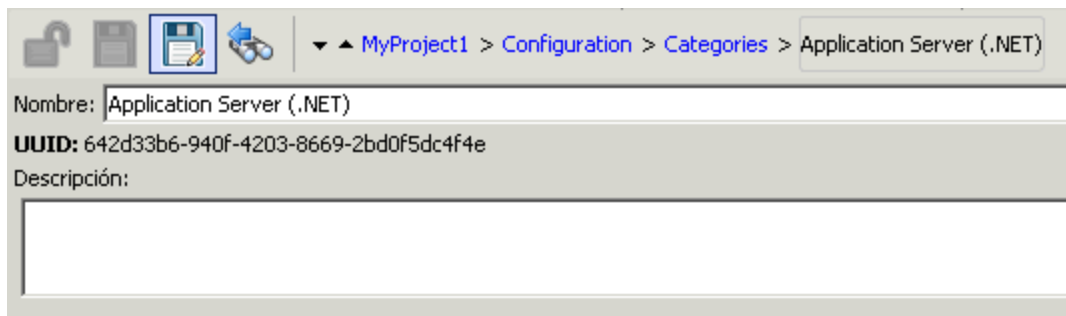 MyProject1 > Configuration > Categories > Application Server (.NET)
Nombre: Application Server (.NET)
UUID: 642d33b6-940f-4203-8669-2bd0f5dc4f4e
Descripción: